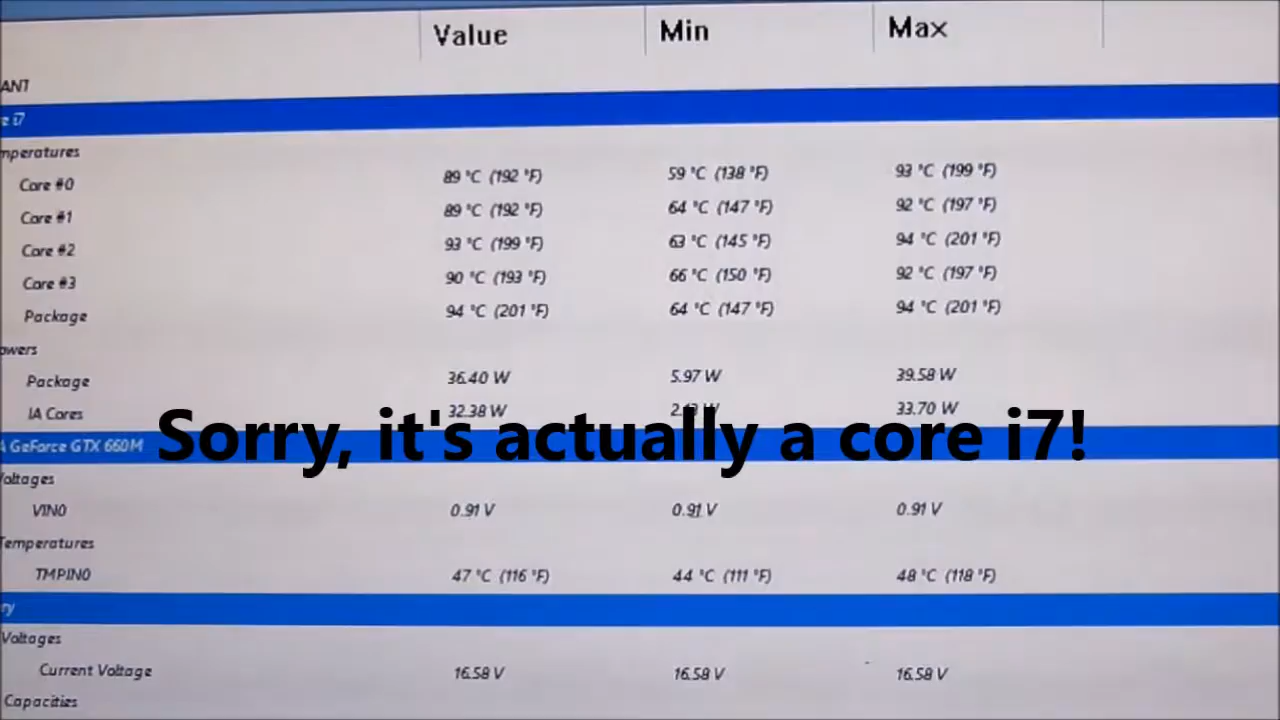 Value Min Max
ANT
e i7
mperatures
Core #0 89 °C (192 °F) 59 °C (138 °F) 93 °C (199 °F)
Core #1 89 °C (192 °F) 64 °C (147 °F) 92 °C (197 °F)
Core #2 93 °C (199 °F) 63 °C (145 °F) 94 °C (201 °F)
Core #3 90 °C (193 °F) 66 °C (150 °F) 92 °C (197 °F)
Package 94 °C (201 °F) 64 °C (147 °F) 94 °C (201 °F)
owers
Package 36.40 W 5.97 W 39.58 W
IA Cores 32.38 W W 33.70 W
Sorry, it's actually a core i7!
A GeForce GTX 660M
Voltages
VIN0 0.91 V 0.91 V 0.91 V
Temperatures
TMPIN0 47 °C (116 °F) 44 °C (111 °F) 48 °C (118 °F)
ry
Voltages
Current Voltage 16.58 V 16.58 V 16.58 V
Capacities